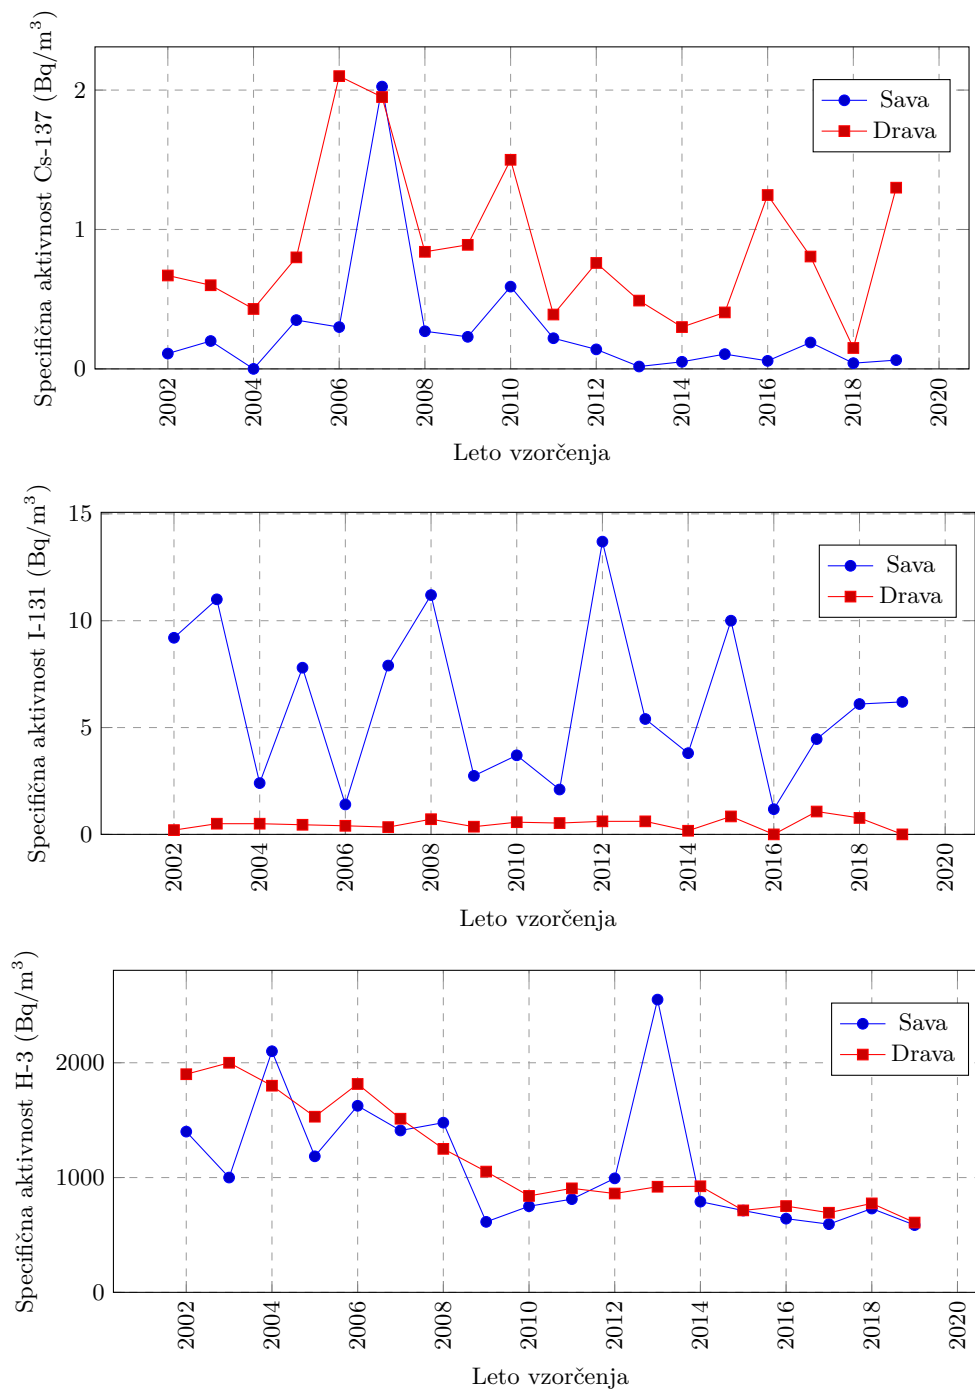 Specifična aktivnost Cs-137 (Bq/m³)
2
1
0
Sava
Drava
2002 2004 2006 2008 2010 2012 2014 2016 2018 2020
Leto vzorčenja
Specifična aktivnost I-131 (Bq/m³)
15
10
5
0
Sava
Drava
2002 2004 2006 2008 2010 2012 2014 2016 2018 2020
Leto vzorčenja
Specifična aktivnost H-3 (Bq/m³)
2000
1000
0
Sava
Drava
2002 2004 2006 2008 2010 2012 2014 2016 2018 2020
Leto vzorčenja